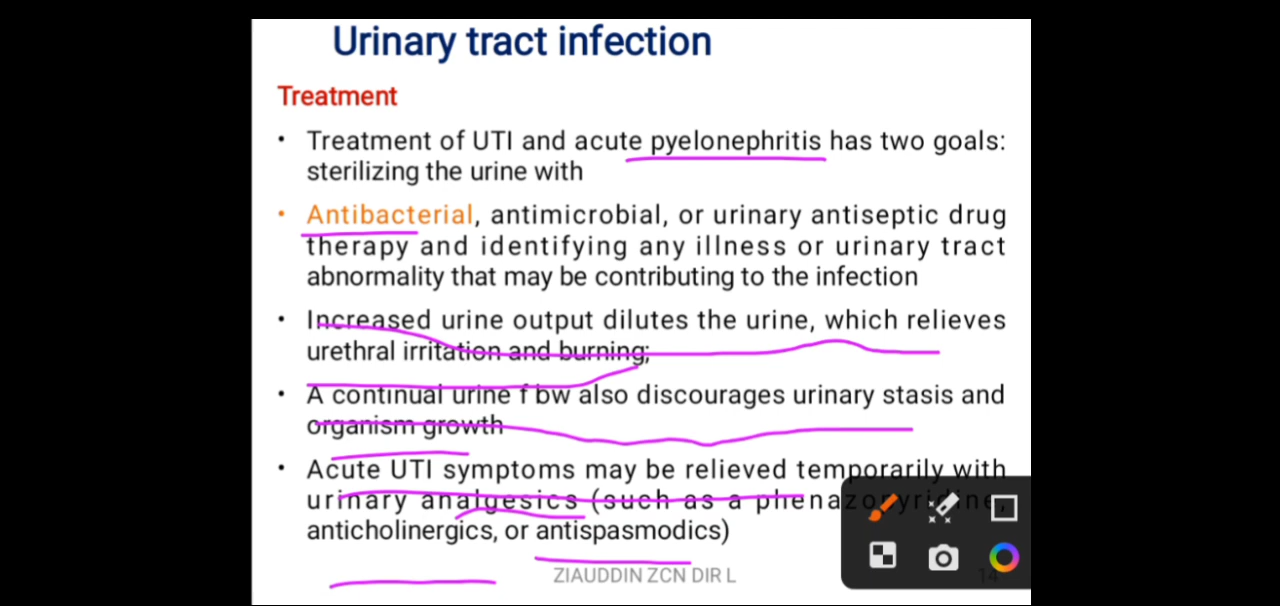 Urinary tract infection
Treatment
• Treatment of UTI and acute pyelonephritis has two goals:
sterilizing the urine with
• Antibacterial, antimicrobial, or urinary antiseptic drug
therapy and identifying any illness or urinary tract
abnormality that may be contributing to the infection
• Increased urine output dilutes the urine, which relieves
urethral irritation and burning;
• A continual urine f bw also discourages urinary stasis and
organism growth
• Acute UTI symptoms may be relieved temporarily with
urinary analgesics (such as a phenazopyridine,
anticholinergics, or antispasmodics)
ZIAUDDIN ZCN DIR L
14